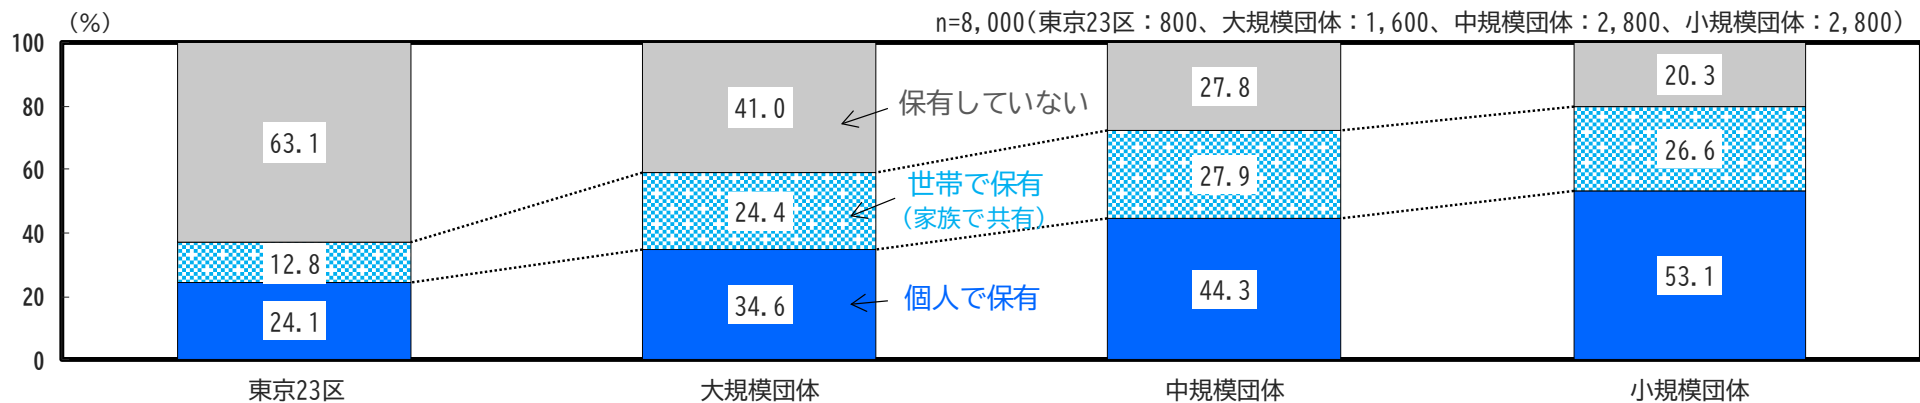 (%)
n=8,000(東京23区：800、大規模団体：1,600、中規模団体：2,800、小規模団体：2,800)
100
80
60
40
20
0
63.1
12.8
24.1
41.0
24.4
34.6
保有していない
世帯で保有
(家族で共有)
個人で保有
27.8
27.9
44.3
20.3
26.6
53.1
東京23区
大規模団体
中規模団体
小規模団体